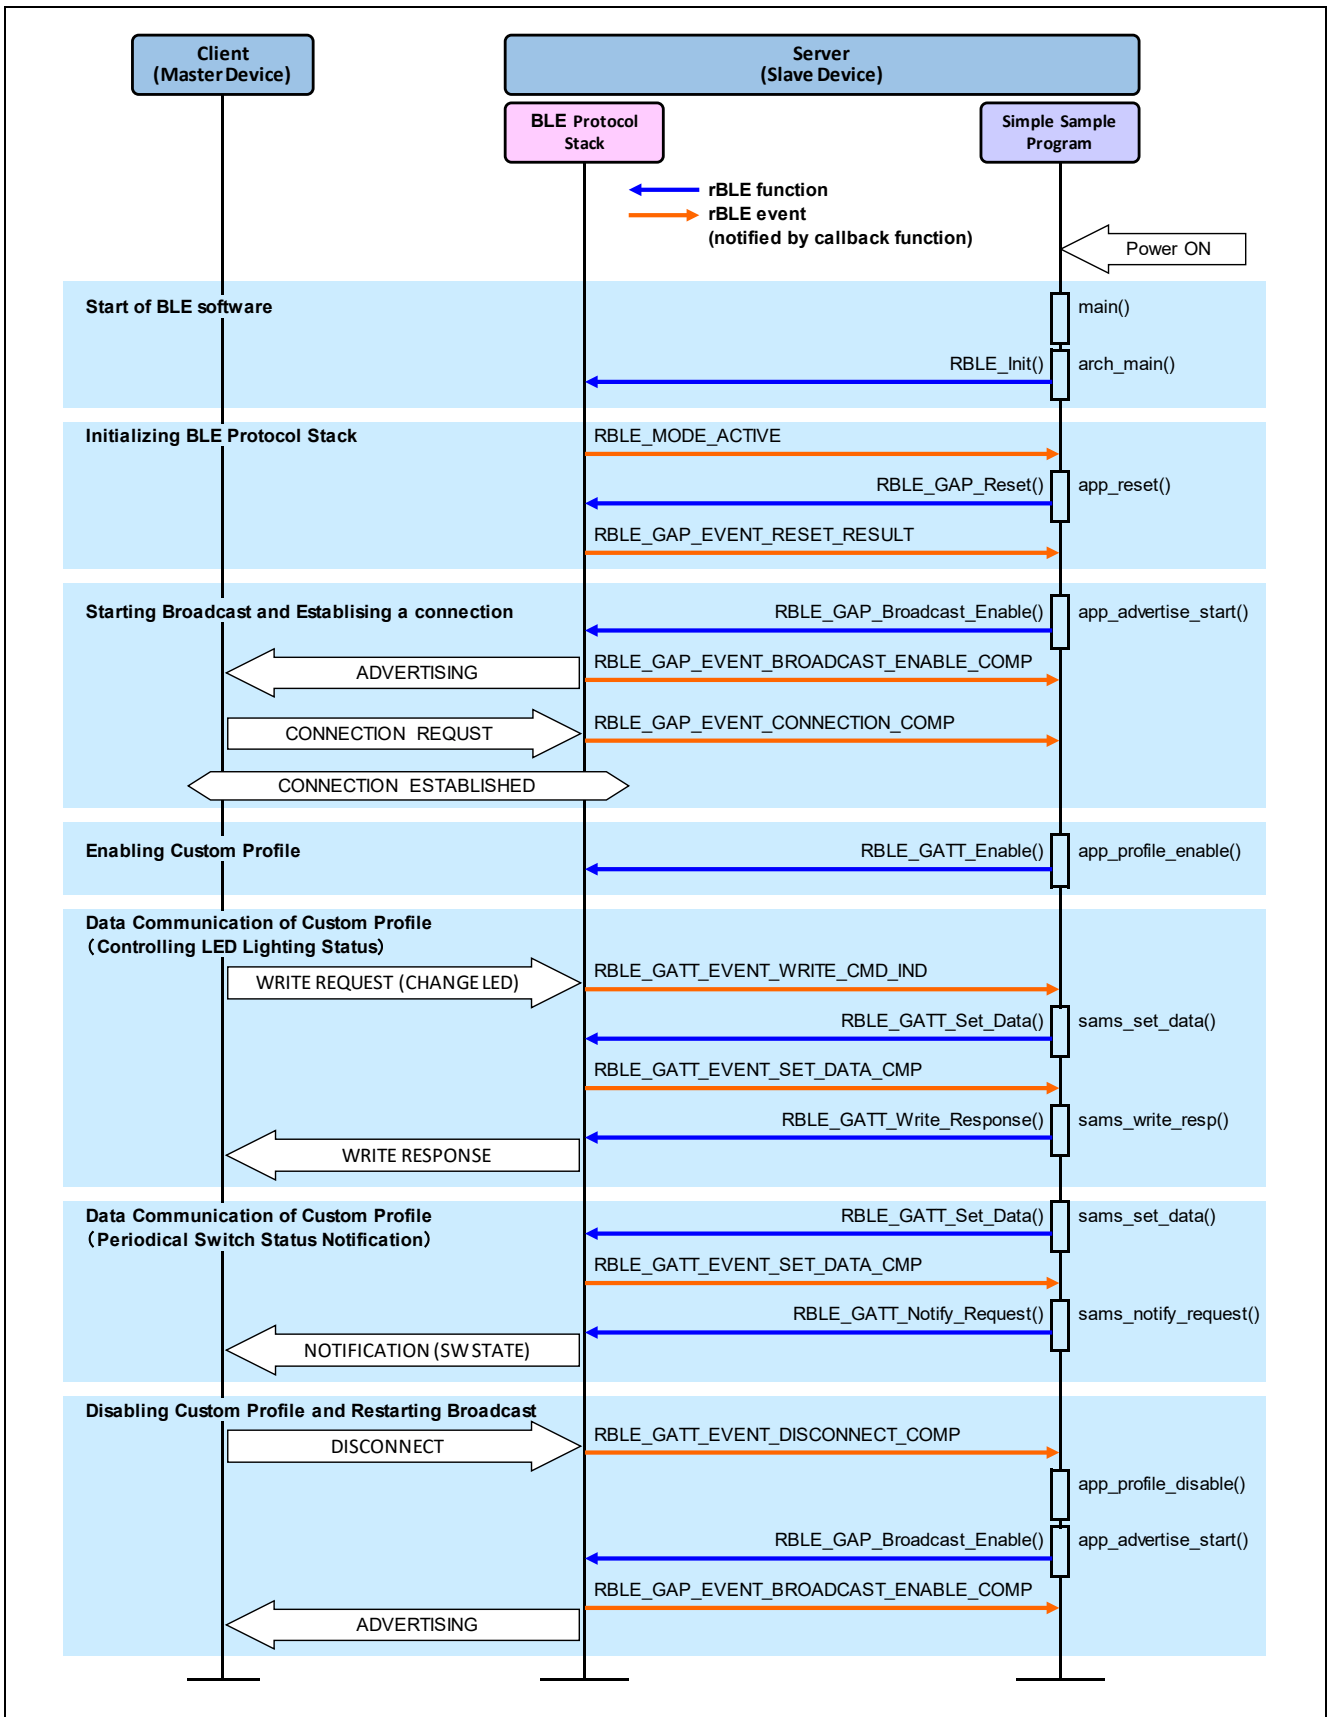 Client
(Master Device)
Server
(Slave Device)
BLE Protocol
Stack
Simple Sample
Program
rBLE function
rBLE event
(notified by callback function)
Power ON
Start of BLE software
main()
RBLE_Init()
arch_main()
Initializing BLE Protocol Stack
RBLE_MODE_ACTIVE
RBLE_GAP_Reset()
app_reset()
RBLE_GAP_EVENT_RESET_RESULT
Starting Broadcast and Establising a connection
RBLE_GAP_Broadcast_Enable()
app_advertise_start()
ADVERTISING
RBLE_GAP_EVENT_BROADCAST_ENABLE_COMP
CONNECTION REQUST
RBLE_GAP_EVENT_CONNECTION_COMP
CONNECTION ESTABLISHED
Enabling Custom Profile
RBLE_GATT_Enable()
app_profile_enable()
Data Communication of Custom Profile
（Controlling LED Lighting Status）
WRITE REQUEST (CHANGE LED)
RBLE_GATT_EVENT_WRITE_CMD_IND
RBLE_GATT_Set_Data()
sams_set_data()
RBLE_GATT_EVENT_SET_DATA_CMP
RBLE_GATT_Write_Response()
sams_write_resp()
WRITE RESPONSE
Data Communication of Custom Profile
（Periodical Switch Status Notification）
RBLE_GATT_Set_Data()
sams_set_data()
RBLE_GATT_EVENT_SET_DATA_CMP
RBLE_GATT_Notify_Request()
sams_notify_request()
NOTIFICATION (SW STATE)
Disabling Custom Profile and Restarting Broadcast
DISCONNECT
RBLE_GATT_EVENT_DISCONNECT_COMP
app_profile_disable()
RBLE_GAP_Broadcast_Enable()
app_advertise_start()
RBLE_GAP_EVENT_BROADCAST_ENABLE_COMP
ADVERTISING